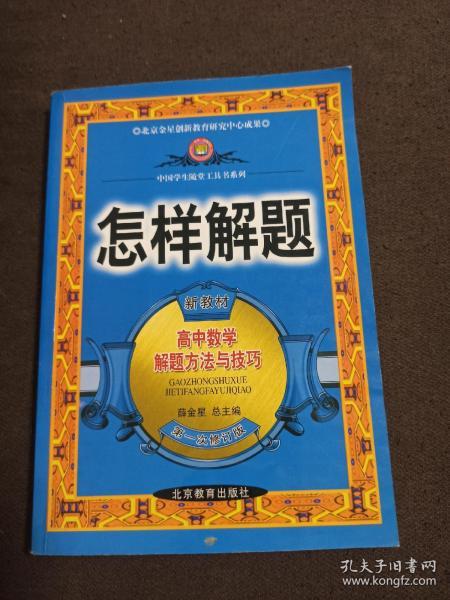 ◎北京金星创新教育研究中心成果◎
中国学生随堂工具书系列
怎样解题
新教材
高中数学
解题方法与技巧
GAOZHONGSHUXUE
JIETIFANGFAYUJIQIAO
薛金星 总主编
第一次修订版
北京教育出版社
孔夫子旧书网
www.kongfz.com